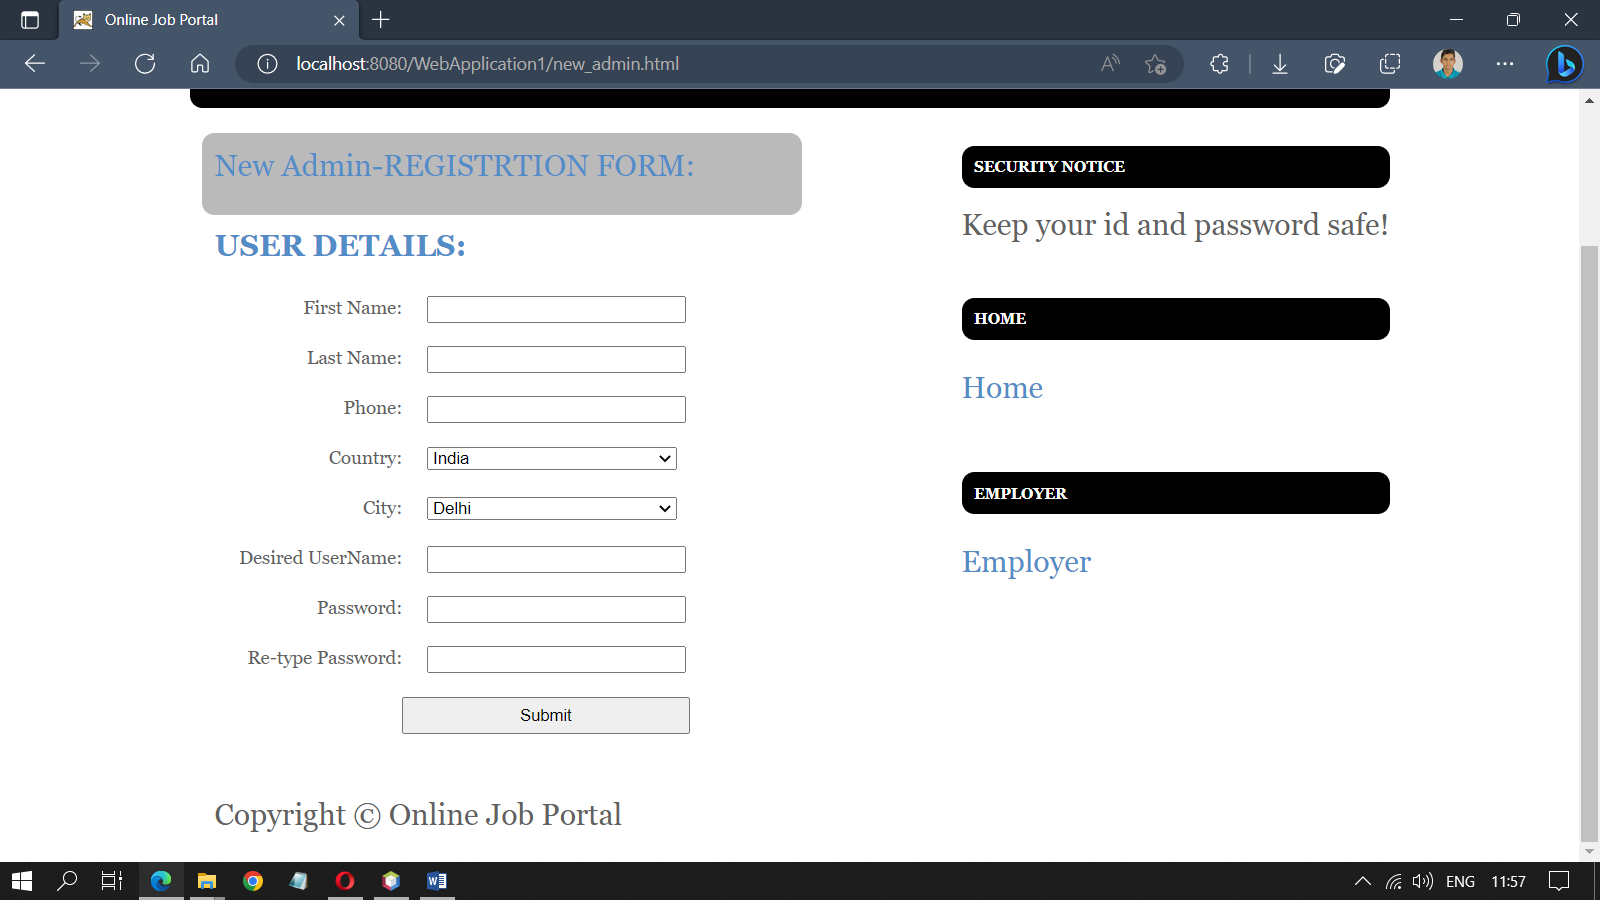 Online Job Portal
localhost:8080/WebApplication1/new_admin.html
New Admin-REGISTRTION FORM:
USER DETAILS:
First Name:
Last Name:
Phone:
Country: India
City: Delhi
Desired UserName:
Password:
Re-type Password:
Submit
SECURITY NOTICE
Keep your id and password safe!
HOME
Home
EMPLOYER
Employer
Copyright © Online Job Portal
ENG 11:57